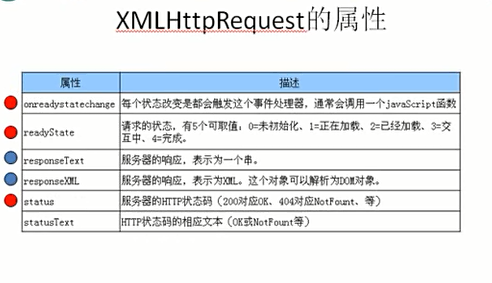 XMLHttpRequest的属性
属性 描述
onreadystatechange 每个状态改变是都会触发这个事件处理器，通常会调用一个javaScript函数
readyState 请求的状态，有5个可取值：0=未初始化、1=正在加载、2=已经加载、3=交
互中、4=完成。
responseText 服务器的响应，表示为一个串。
responseXML 服务器的响应，表示为XML。这个对象可以解析为DOM对象。
status 服务器的HTTP状态码（200对应OK、404对应NotFount、等）
statusText HTTP状态码的相应文本（OK或NotFount等）